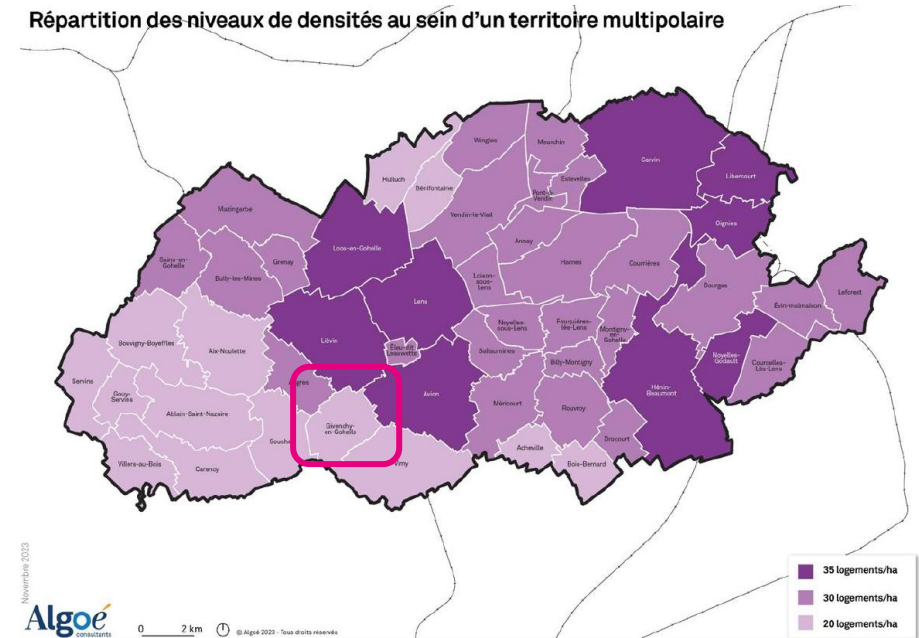 Répartition des niveaux de densités au sein d'un territoire multipolaire
Wingles
Meurchin
Carvin
Libercourt
Hulluch
Bénifontaine
Estevelles
Pont-à-
Vendin
Mazingarbe
Vendin-le-Vieil
Oignies
Loos-en-Gohelle
Annay
Sains-en-
Gohelle
Grenay
Harnes
Courrières
Bully-les-Mines
Loison-
sous-
Lens
Dourges
Leforest
Évin-malmaison
Lens
Noyelles-
sous-Lens
Fouquières-
lès-Lens
Montigny-
en-
Gohelle
Bouvigny-Boyeffles
Liévin
Éleu-dit
Leauwette
Aix-Noulette
Sallaumines
Billy-Montigny
Noyelles-
Godault
Courcelles-
Lès-Lens
Servins
Angres
Avion
Hénin-
Beaumont
Gouy-
Servins
Méricourt
Rouvroy
Ablain-Saint-Nazaire
Givenchy-
en-Gohelle
Souchez
Drocourt
Acheville
Villers-au-Bois
Carency
Vimy
Bois-Bernard
Novembre 2023
35 logements/ha
30 logements/ha
20 logements/ha
Algoé
consultants
0 2 km
© Algoé 2023 - Tous droits réservés